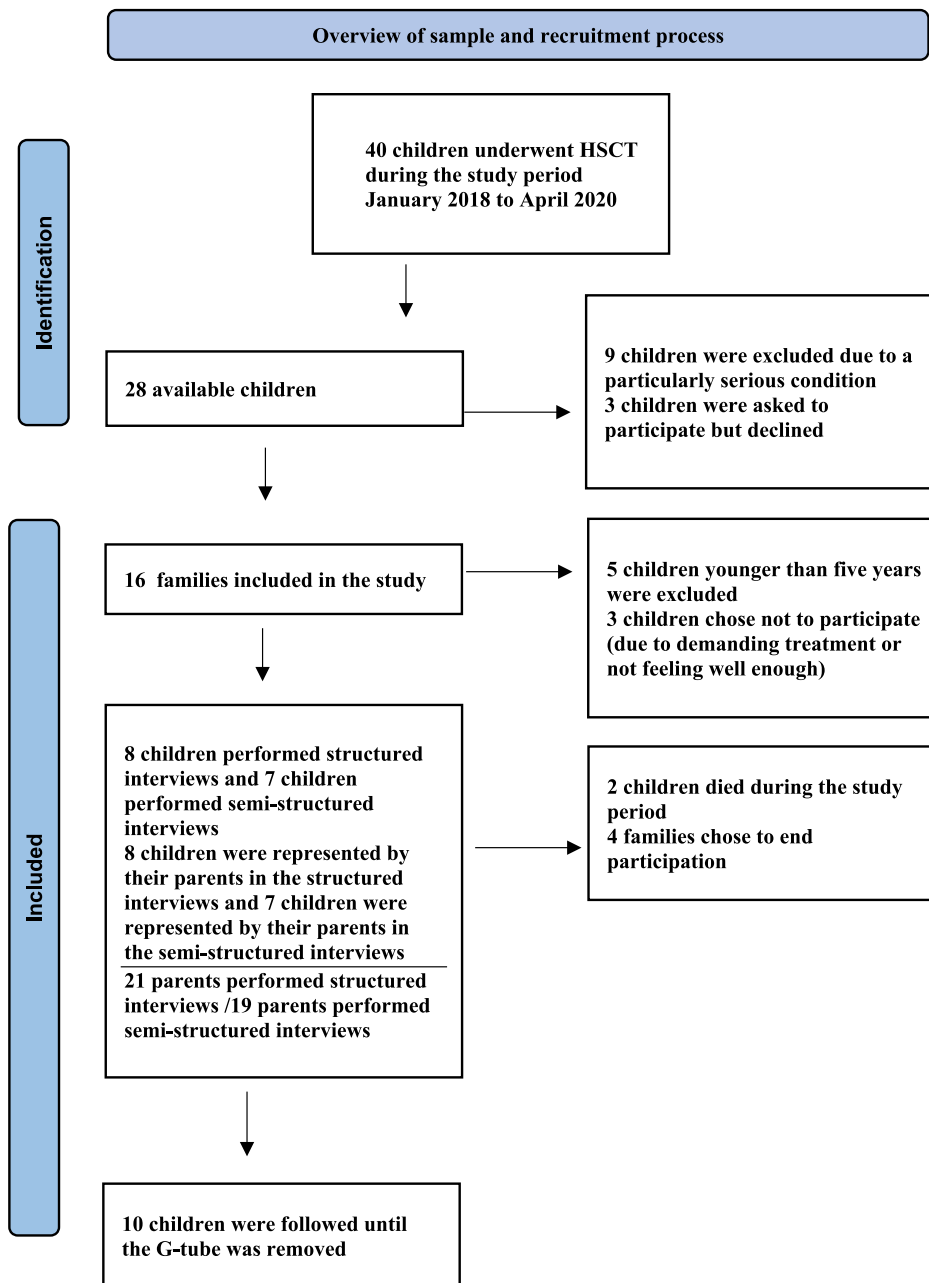 Overview of sample and recruitment process
Identification
40 children underwent HSCT
during the study period
January 2018 to April 2020
28 available children
9 children were excluded due to a
particularly serious condition
3 children were asked to
participate but declined
Included
16 families included in the study
5 children younger than five years
were excluded
3 children chose not to participate
(due to demanding treatment or
not feeling well enough)
8 children performed structured
interviews and 7 children
performed semi-structured
interviews
8 children were represented by
their parents in the structured
interviews and 7 children were
represented by their parents in
the semi-structured interviews
21 parents performed structured
interviews /19 parents performed
semi-structured interviews
2 children died during the study
period
4 families chose to end
participation
10 children were followed until
the G-tube was removed